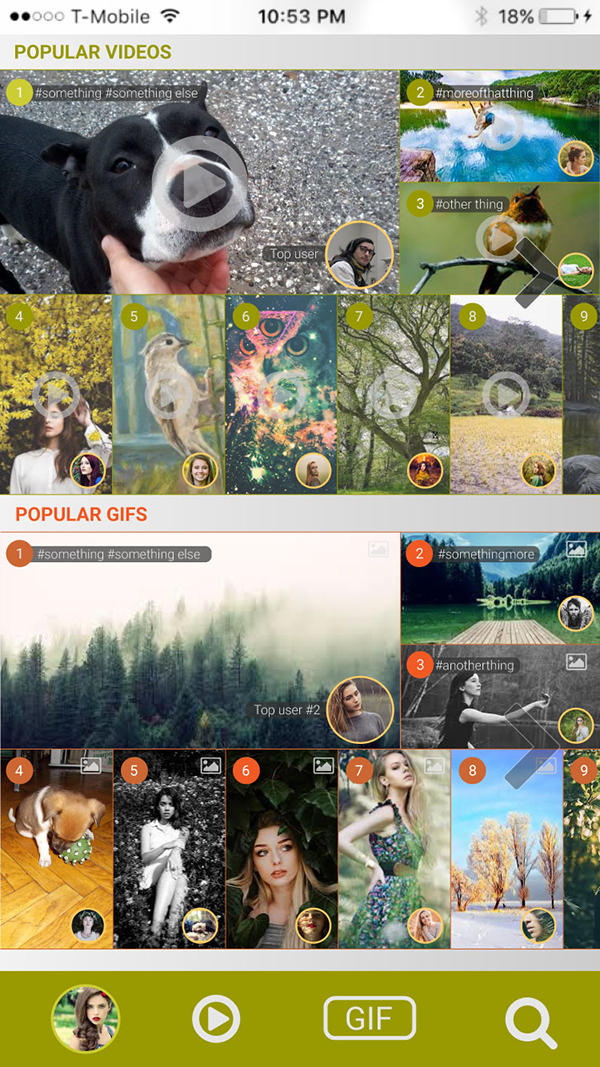 T-Mobile 10:53 PM 18%
POPULAR VIDEOS
1 #something #something else
2 #moreofthatthing
3 #other thing
Top user
4 5 6 7 8 9
POPULAR GIFS
1 #something #something else
2 #somethingmore
3 #anotherthing
Top user #2
4 5 6 7 8 9
GIF